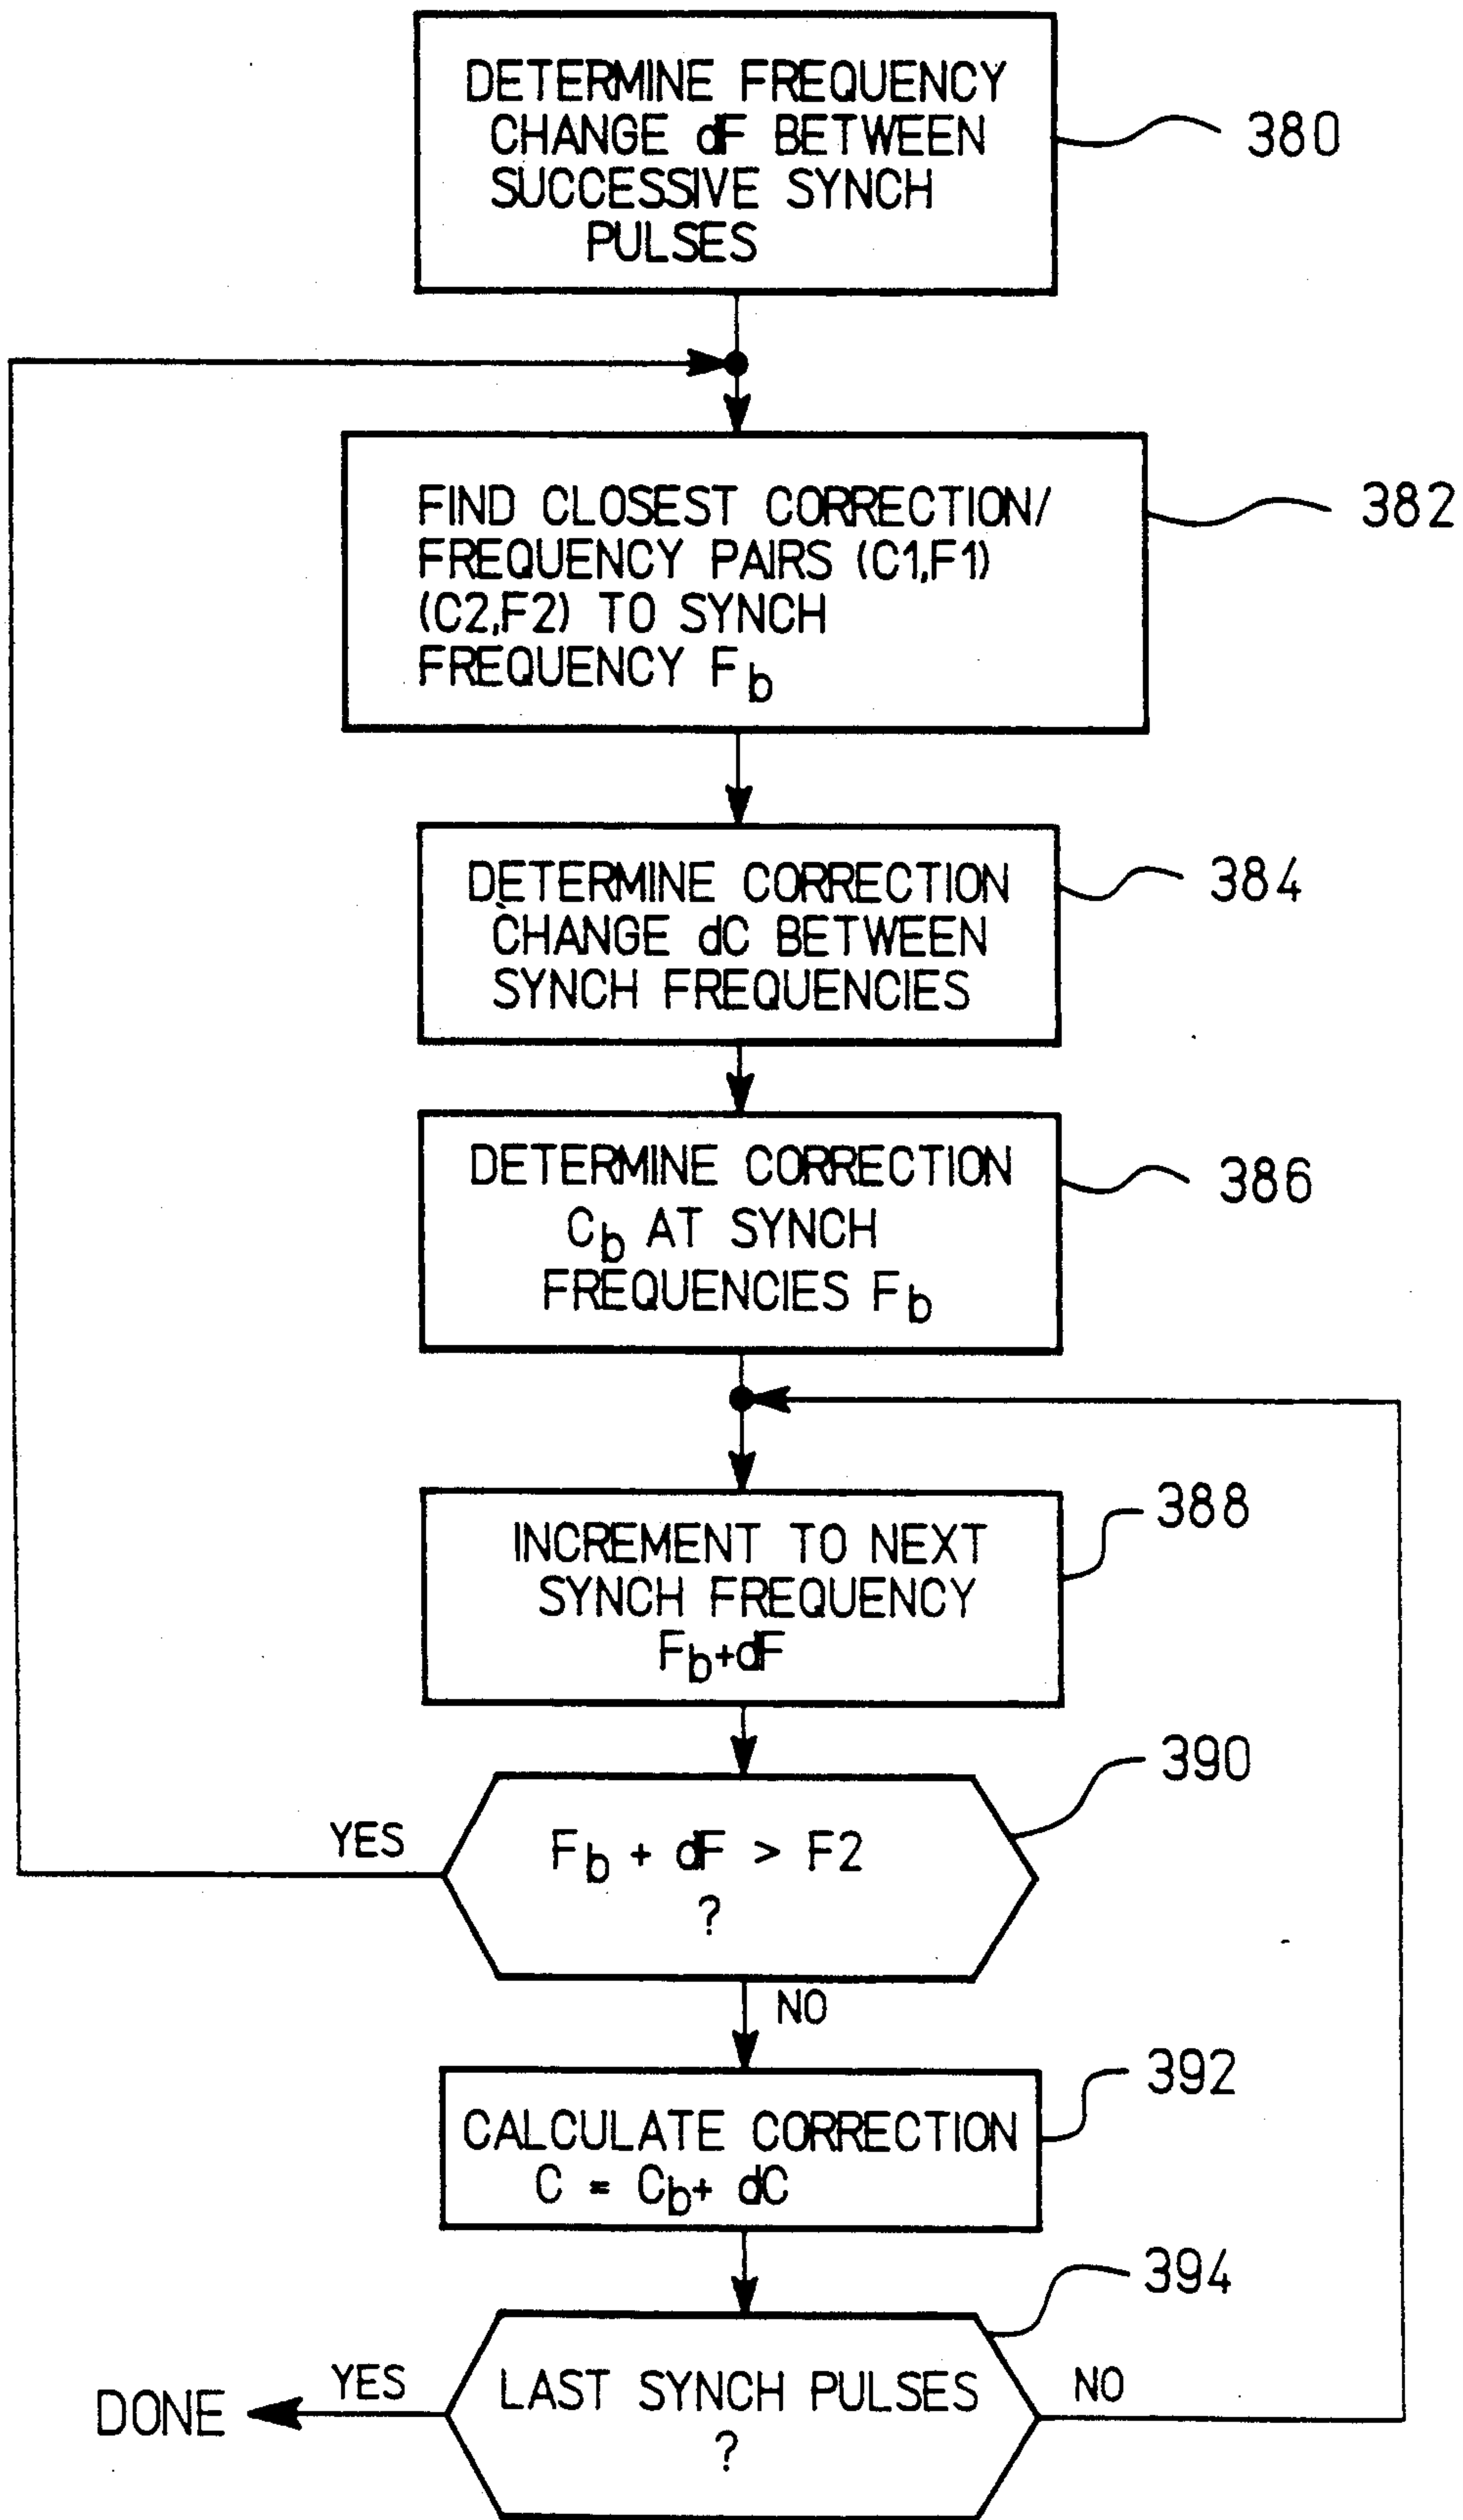 DETERMINE FREQUENCY
CHANGE dF BETWEEN
SUCCESSIVE SYNCH
PULSES
380
FIND CLOSEST CORRECTION/
FREQUENCY PAIRS (C1,F1)
(C2,F2) TO SYNCH
FREQUENCY Fb
382
DETERMINE CORRECTION
CHANGE dC BETWEEN
SYNCH FREQUENCIES
384
DETERMINE CORRECTION
Cb AT SYNCH
FREQUENCIES Fb
386
INCREMENT TO NEXT
SYNCH FREQUENCY
Fb+dF
388
390
YES
Fb + dF > F2
?
NO
392
CALCULATE CORRECTION
C = Cb+ dC
394
YES
LAST SYNCH PULSES
?
NO
DONE